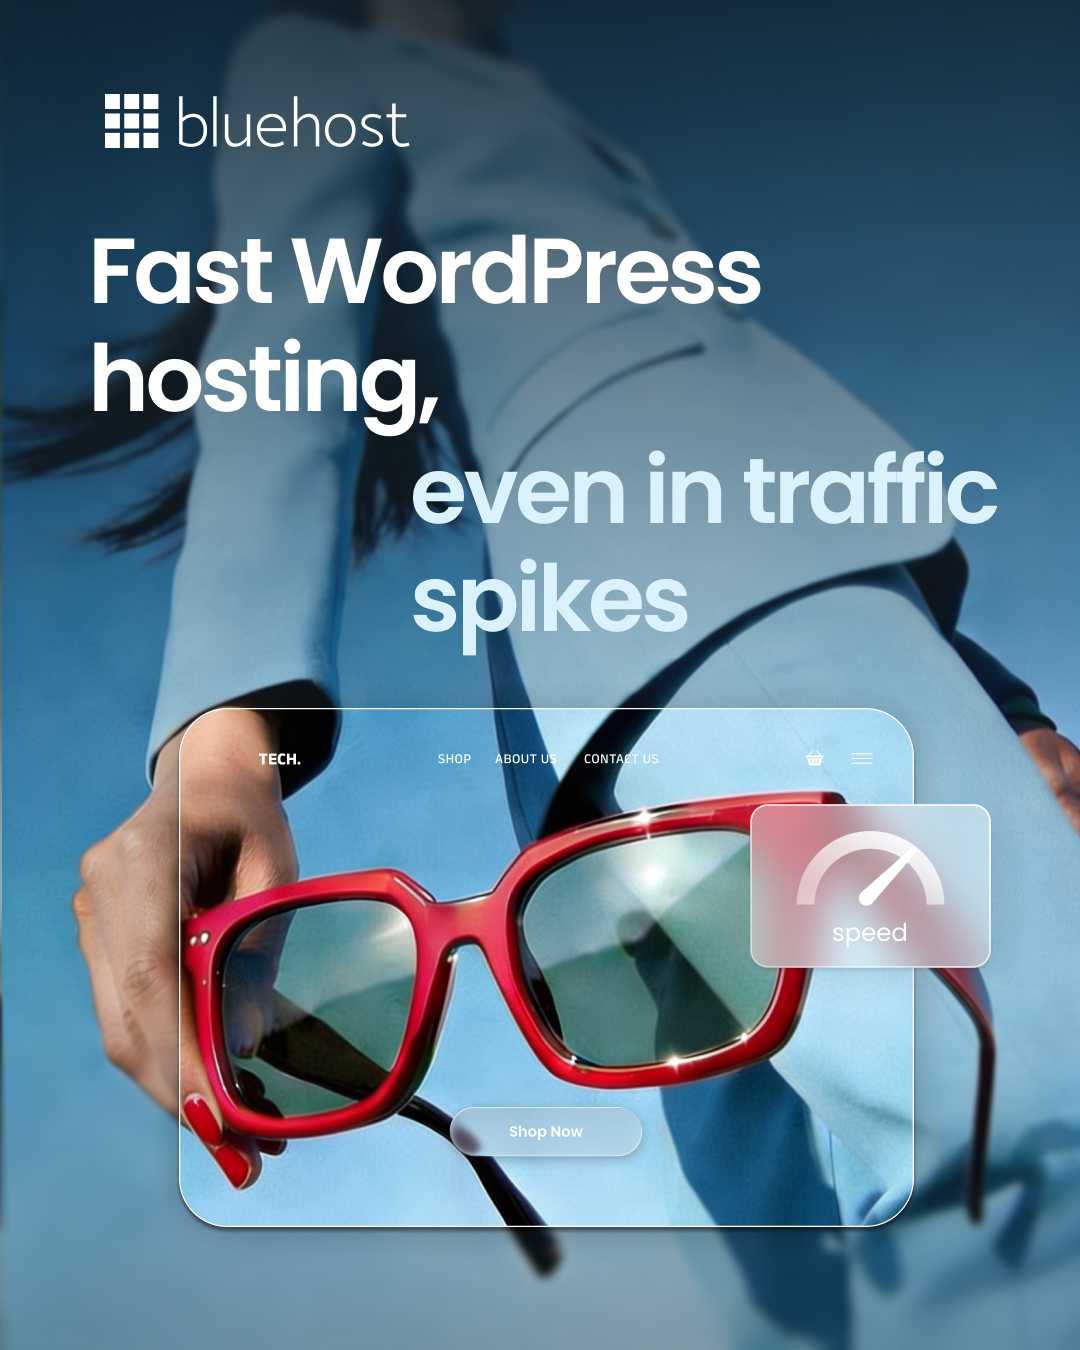 bluehost
Fast WordPress
hosting,
even in traffic
spikes
TECH. SHOP ABOUT US CONTACT US
speed
Shop Now